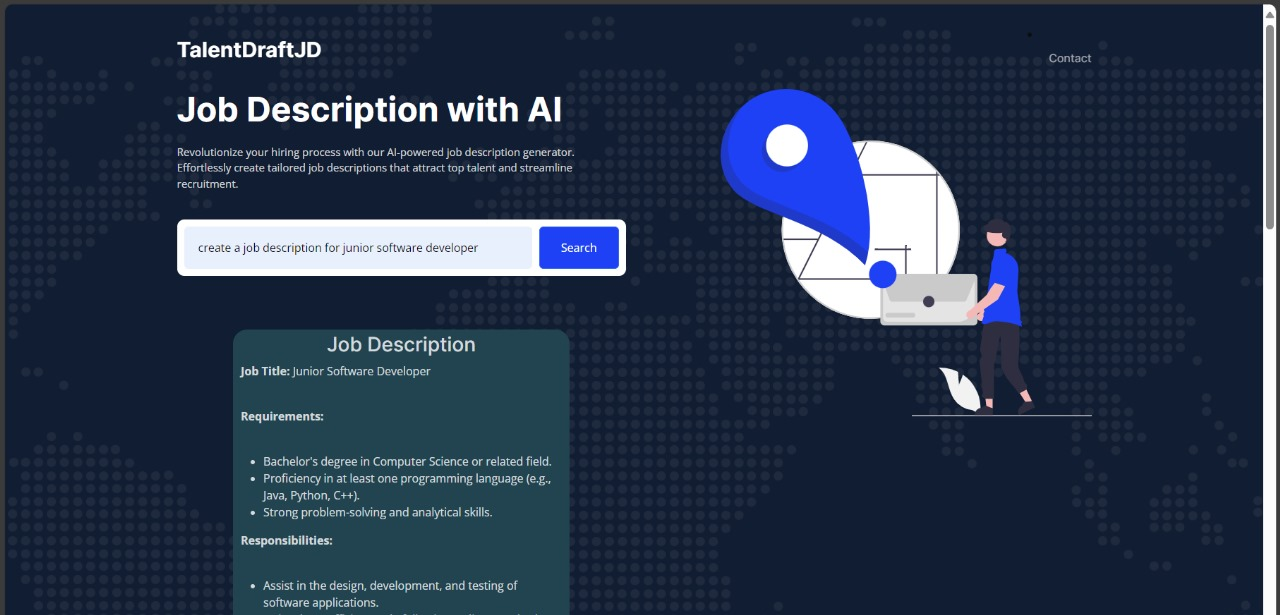 TalentDraftJD
Contact
Job Description with AI
Revolutionize your hiring process with our AI-powered job description generator.
Effortlessly create tailored job descriptions that attract top talent and streamline
recruitment.
create a job description for junior software developer
Search
Job Description
Job Title: Junior Software Developer
Requirements:
Bachelor's degree in Computer Science or related field.
Proficiency in at least one programming language (e.g.,
Java, Python, C++).
Strong problem-solving and analytical skills.
Responsibilities:
Assist in the design, development, and testing of
software applications.